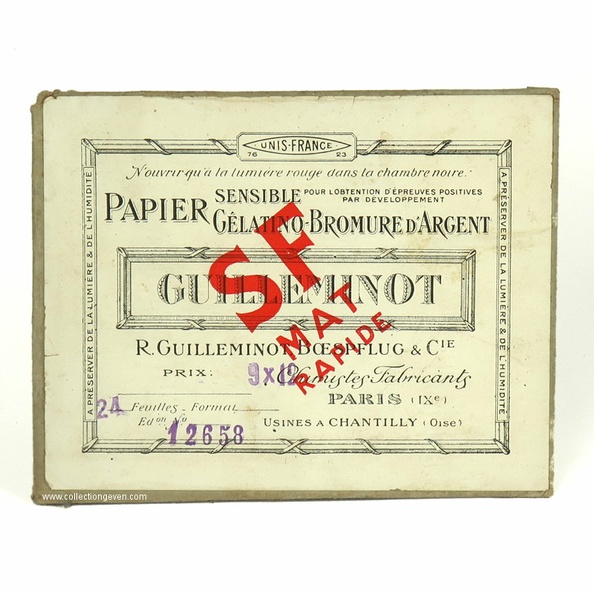 UNIS-FRANCE
76 23
N'ouvrir qu'à la lumière rouge dans la chambre noire.
PAPIER SENSIBLE POUR L'OBTENTION D'ÉPREUVES POSITIVES
PAR DÉVELOPPEMENT
GÉLATINO-BROMURE D'ARGENT
GUILLEMINOT
SF
MAT
RAPIDE
R. GUILLEMINOT, BŒSPFLUG & CIE
PRIX: 9X12 Chimistes-Fabricants
PARIS (IXe)
24 Feuilles - Format
Edon No 12658
USINES A CHANTILLY (OISE)
A PRÉSERVER DE LA LUMIÈRE & DE L'HUMIDITÉ
A PRÉSERVER DE LA LUMIÈRE & DE L'HUMIDITÉ
www.collectiongeven.com